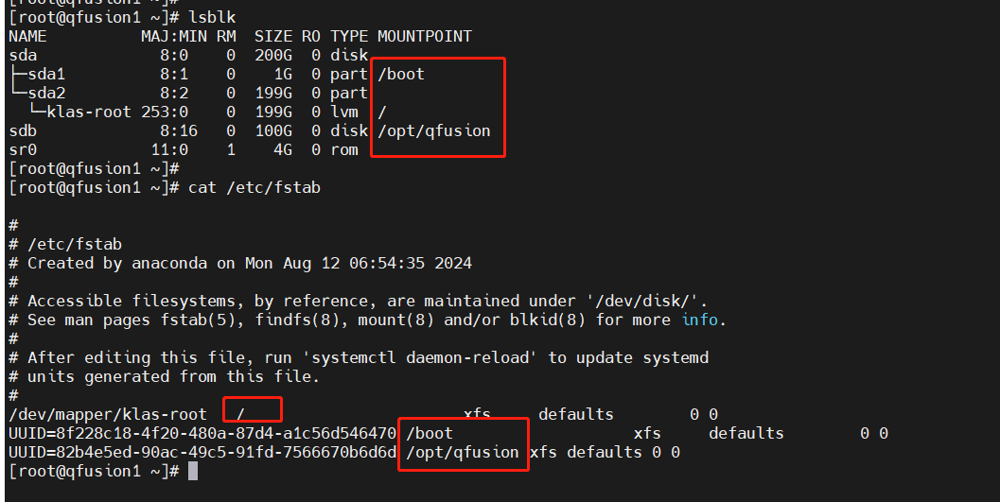 [root@qfusion1 ~]#
[root@qfusion1 ~]# lsblk
NAME          MAJ:MIN RM  SIZE RO TYPE MOUNTPOINT
sda             8:0    0  200G  0 disk
├─sda1          8:1    0    1G  0 part /boot
└─sda2          8:2    0  199G  0 part
  └─klas-root 253:0    0  199G  0 lvm  /
sdb             8:16   0  100G  0 disk /opt/qfusion
sr0            11:0    1    4G  0 rom
[root@qfusion1 ~]#
[root@qfusion1 ~]# cat /etc/fstab
#
# /etc/fstab
# Created by anaconda on Mon Aug 12 06:54:35 2024
#
# Accessible filesystems, by reference, are maintained under '/dev/disk/'.
# See man pages fstab(5), findfs(8), mount(8) and/or blkid(8) for more info.
#
# After editing this file, run 'systemctl daemon-reload' to update systemd
# units generated from this file.
#
/dev/mapper/klas-root   /                       xfs     defaults        0 0
UUID=8f228c18-4f20-480a-87d4-a1c56d546470 /boot                   xfs     defaults        0 0
UUID=82b4e5ed-90ac-49c5-91fd-7566670b6d6d /opt/qfusion xfs defaults 0 0
[root@qfusion1 ~]#